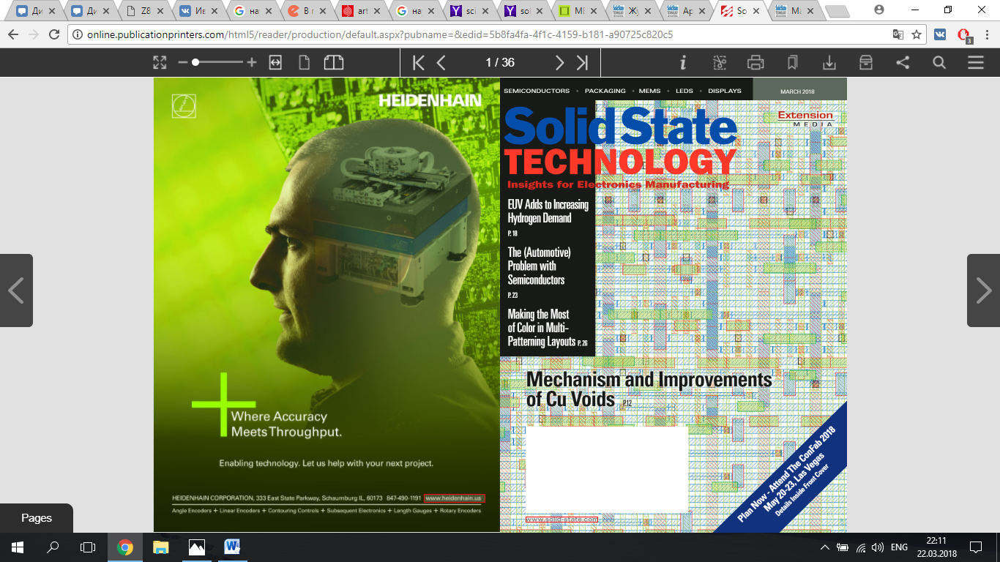 Ди
Ди
Z8
Ив
на
В п
art
на
sci
so
MI
Жу
Ар
So
Ма
online.publicationprinters.com/html5/reader/production/default.aspx?pubname=&edid=5b8fa4fa-4f1c-4159-b181-a90725c820c5
3
1 / 36
HEIDENHAIN
Where Accuracy
Meets Throughput.
Enabling technology. Let us help with your next project.
HEIDENHAIN CORPORATION, 333 East State Parkway, Schaumburg IL, 60173 847-490-1191 www.heidenhain.us
Angle Encoders + Linear Encoders + Contouring Controls + Subsequent Electronics + Length Gauges + Rotary Encoders
SEMICONDUCTORS • PACKAGING • MEMS • LEDS • DISPLAYS
MARCH 2018
Extension
MEDIA
Solid State
TECHNOLOGY
Insights for Electronics Manufacturing
EUV Adds to Increasing
Hydrogen Demand
P. 18
The (Automotive)
Problem with
Semiconductors
P. 23
Making the Most
of Color in Multi-
Patterning Layouts P. 26
Mechanism and Improvements
of Cu Voids P.12
www.solid-state.com
Plan Now - Attend The ConFab 2018
May 20-23, Las Vegas
Details Inside Front Cover
Pages
ENG
22:11
22.03.2018